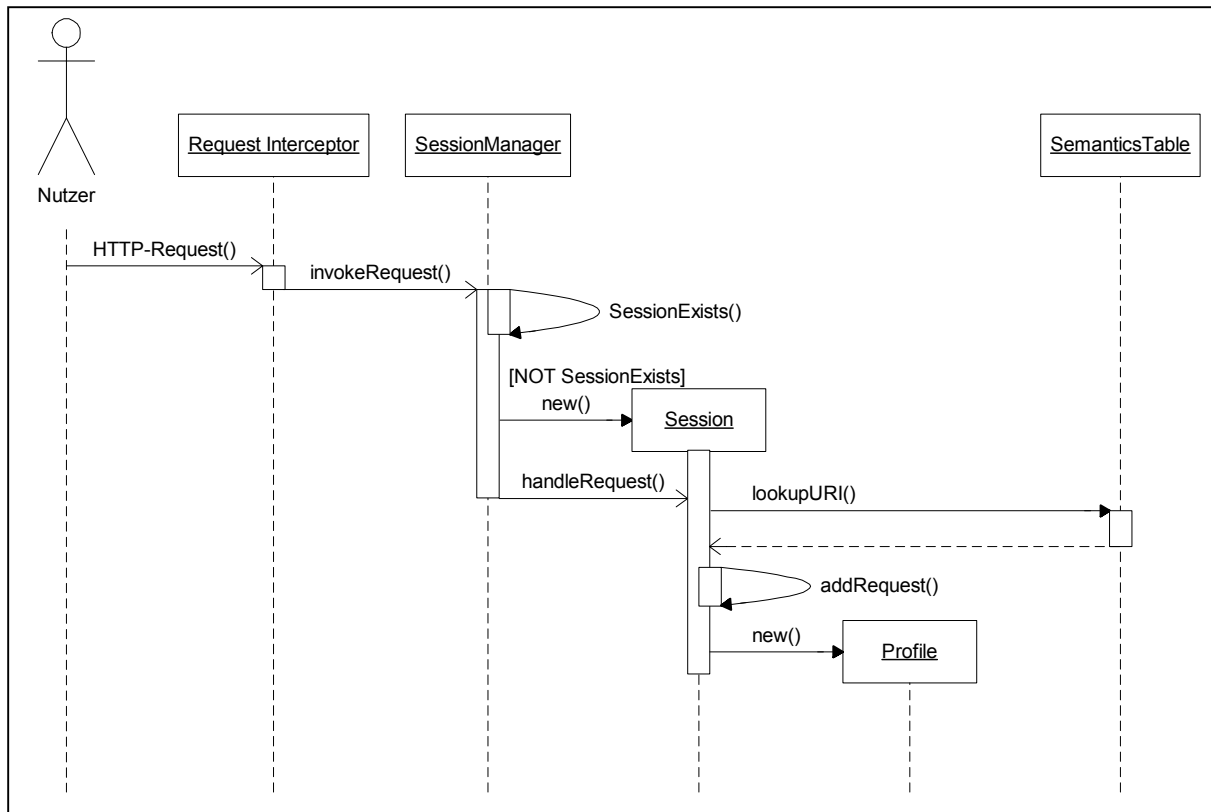 Request Interceptor
SessionManager
SemanticsTable
Nutzer
HTTP-Request()
invokeRequest()
SessionExists()
[NOT SessionExists]
new()
Session
handleRequest()
lookupURI()
addRequest()
new()
Profile